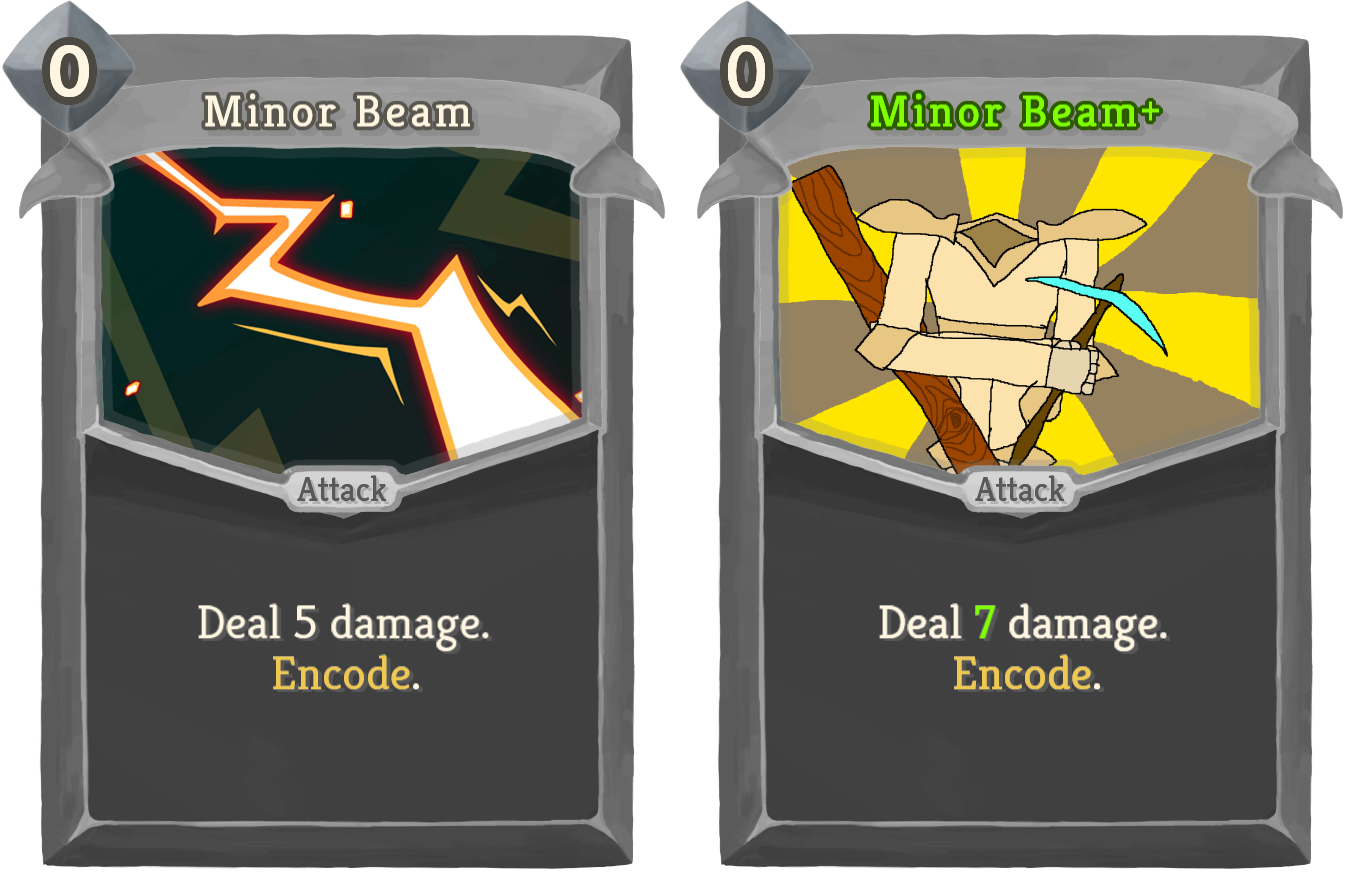 0
Minor Beam
Attack
Deal 5 damage.
Encode.
0
Minor Beam+
Attack
Deal 7 damage.
Encode.